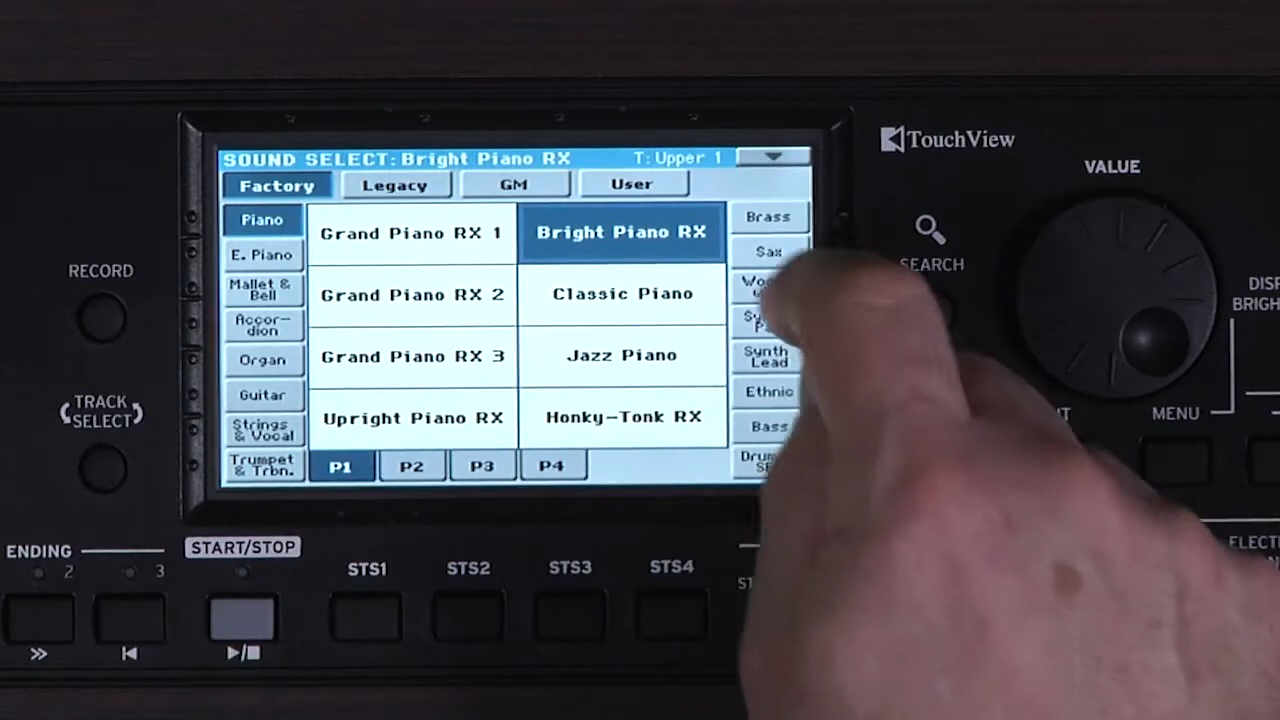 SOUND SELECT:Bright Piano RX T:Upper 1
Factory Legacy GM User
Piano
E. Piano
Mallet &
Bell
Accor-
dion
Organ
Guitar
Strings
& Vocal
Trumpet
& Trbn.
Grand Piano RX 1
Bright Piano RX
Grand Piano RX 2
Classic Piano
Grand Piano RX 3
Jazz Piano
Upright Piano RX
Honky-Tonk RX
P1 P2 P3 P4
Brass
Sax
Synth
Lead
Ethnic
Bass
TouchView
VALUE
SEARCH
MENU
RECORD
TRACK
SELECT
ENDING
2 3
START/STOP
STS1 STS2 STS3 STS4